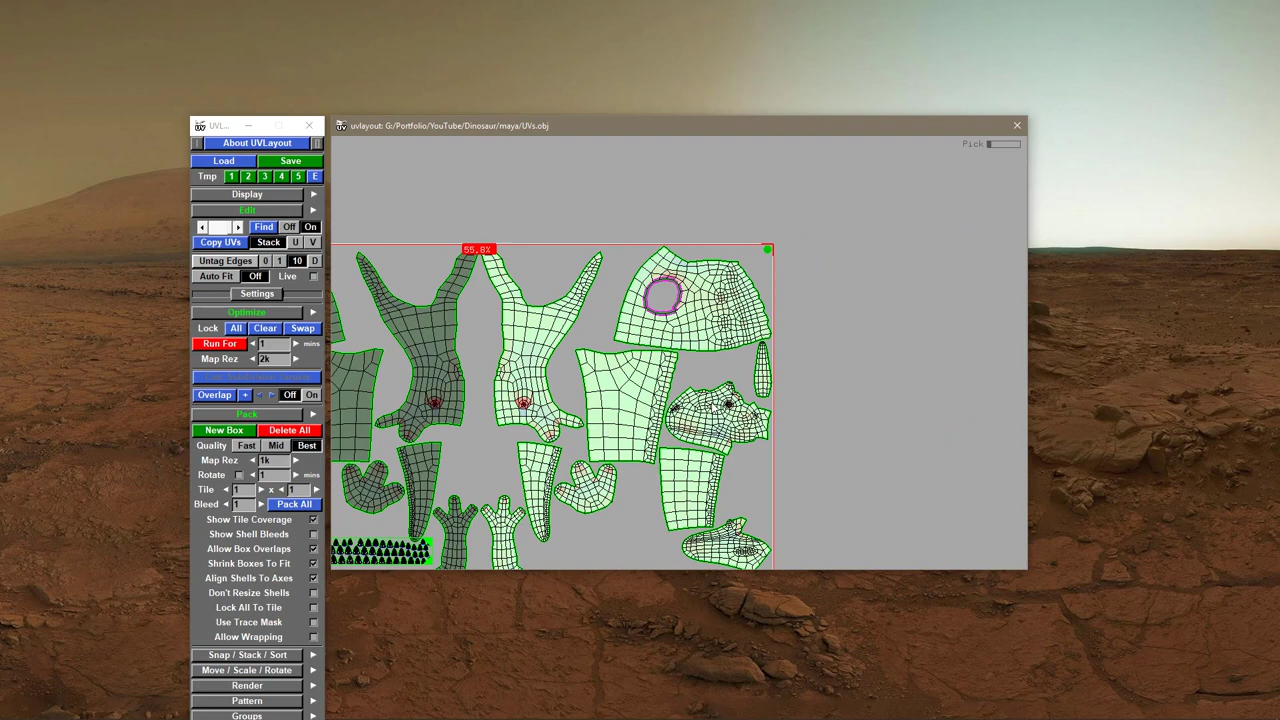 UVL...
uvlayout: G:/Portfolio/YouTube/Dinosaur/maya/UVs.obj
About UVLayout
Pick
Load Save
Tmp 1 2 3 4 5 E
Display
Edit
Find Off On
Copy UVs Stack U V
Untag Edges 0 1 10 D
Auto Fit Off Live
Settings
Optimize
Lock All Clear Swap
Run For 1 mins
Map Rez 2k
Overlap + Off On
Pack
New Box Delete All
Quality Fast Mid Best
Map Rez 1k
Rotate 1 mins
Tile 1 x 1
Bleed 1 Pack All
Show Tile Coverage
Show Shell Bleeds
Allow Box Overlaps
Shrink Boxes To Fit
Align Shells To Axes
Don't Resize Shells
Lock All To Tile
Use Trace Mask
Allow Wrapping
Snap / Stack / Sort
Move / Scale / Rotate
Render
Pattern
Groups
55.8%